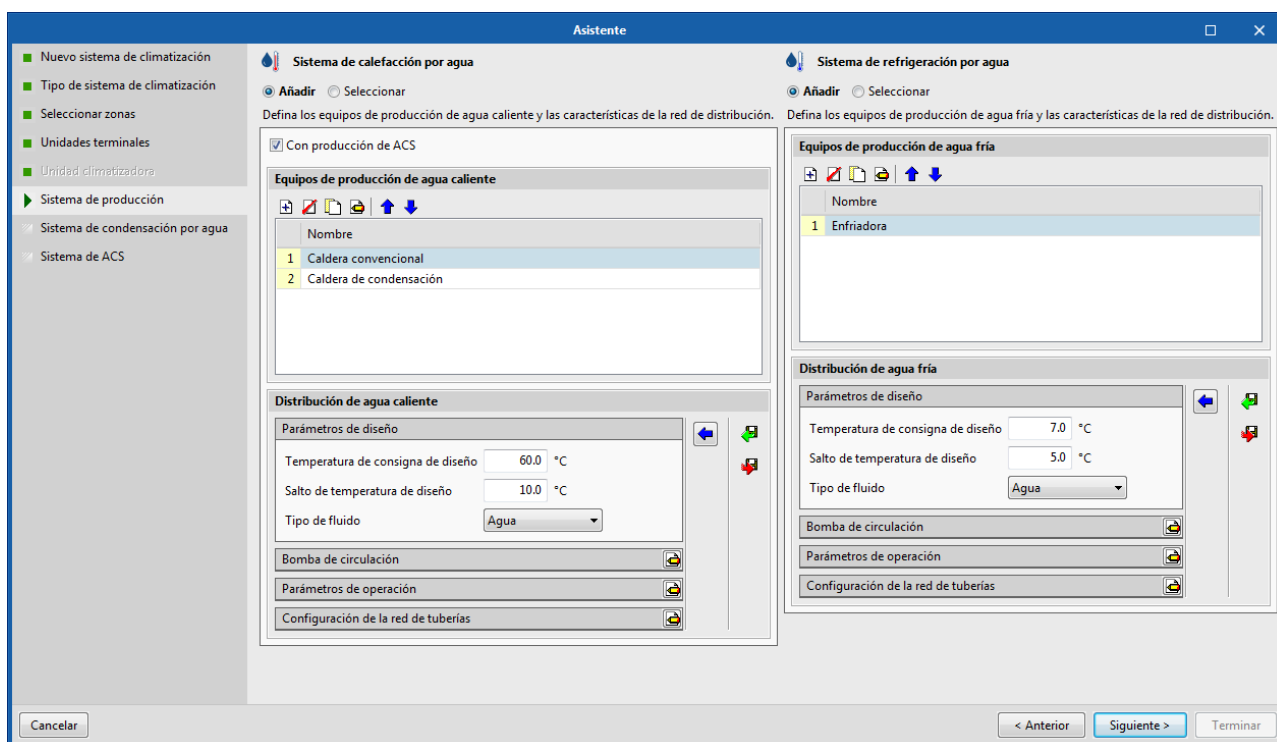 Asistente
Nuevo sistema de climatización
Tipo de sistema de climatización
Seleccionar zonas
Unidades terminales
Unidad climatizadora
Sistema de producción
Sistema de condensación por agua
Sistema de ACS
Sistema de calefacción por agua
Añadir Seleccionar
Defina los equipos de producción de agua caliente y las características de la red de distribución.
Con producción de ACS
Equipos de producción de agua caliente
Nombre
1 Caldera convencional
2 Caldera de condensación
Distribución de agua caliente
Parámetros de diseño
Temperatura de consigna de diseño 60.0 °C
Salto de temperatura de diseño 10.0 °C
Tipo de fluido Agua
Bomba de circulación
Parámetros de operación
Configuración de la red de tuberías
Sistema de refrigeración por agua
Añadir Seleccionar
Defina los equipos de producción de agua fría y las características de la red de distribución.
Equipos de producción de agua fría
Nombre
1 Enfriadora
Distribución de agua fría
Parámetros de diseño
Temperatura de consigna de diseño 7.0 °C
Salto de temperatura de diseño 5.0 °C
Tipo de fluido Agua
Bomba de circulación
Parámetros de operación
Configuración de la red de tuberías
Cancelar
< Anterior Siguiente > Terminar